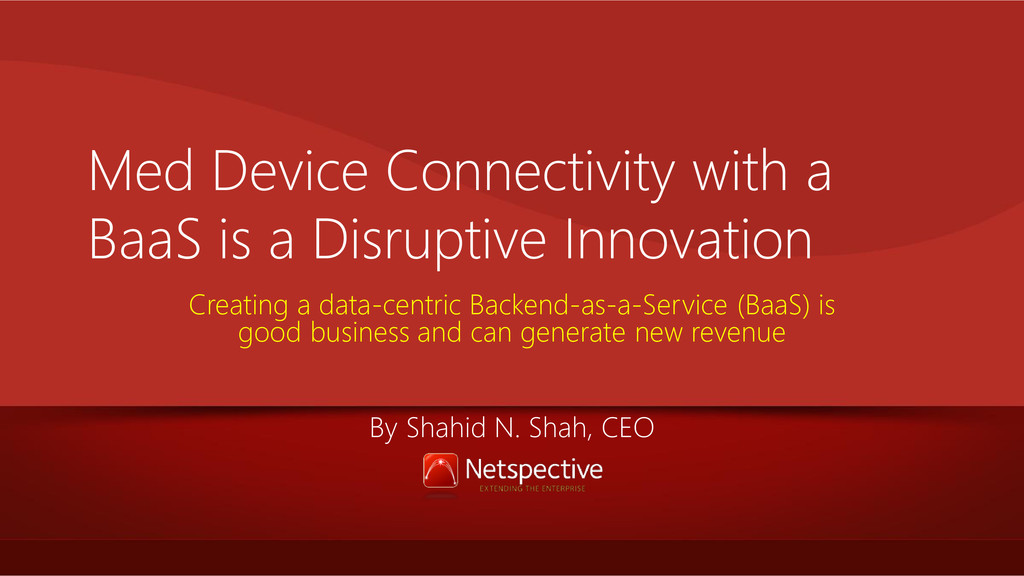 Med Device Connectivity with a
BaaS is a Disruptive Innovation
Creating a data-centric Backend-as-a-Service (BaaS) is
good business and can generate new revenue
By Shahid N. Shah, CEO
Netspective
EXTENDING THE ENTERPRISE